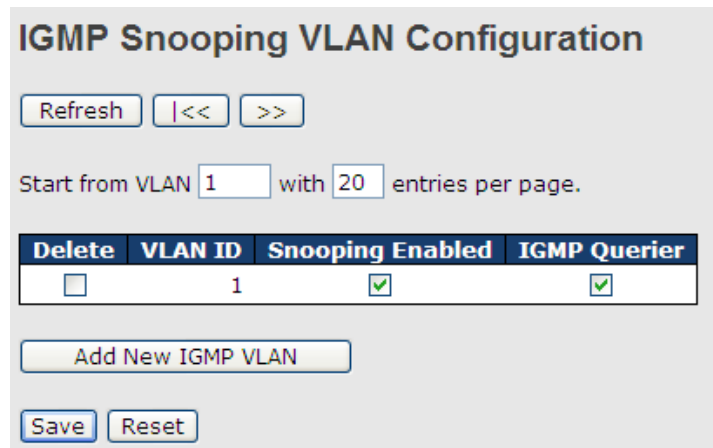 IGMP Snooping VLAN Configuration
Refresh |<< >>
Start from VLAN 1 with 20 entries per page.
Delete VLAN ID Snooping Enabled IGMP Querier
1
Add New IGMP VLAN
Save Reset